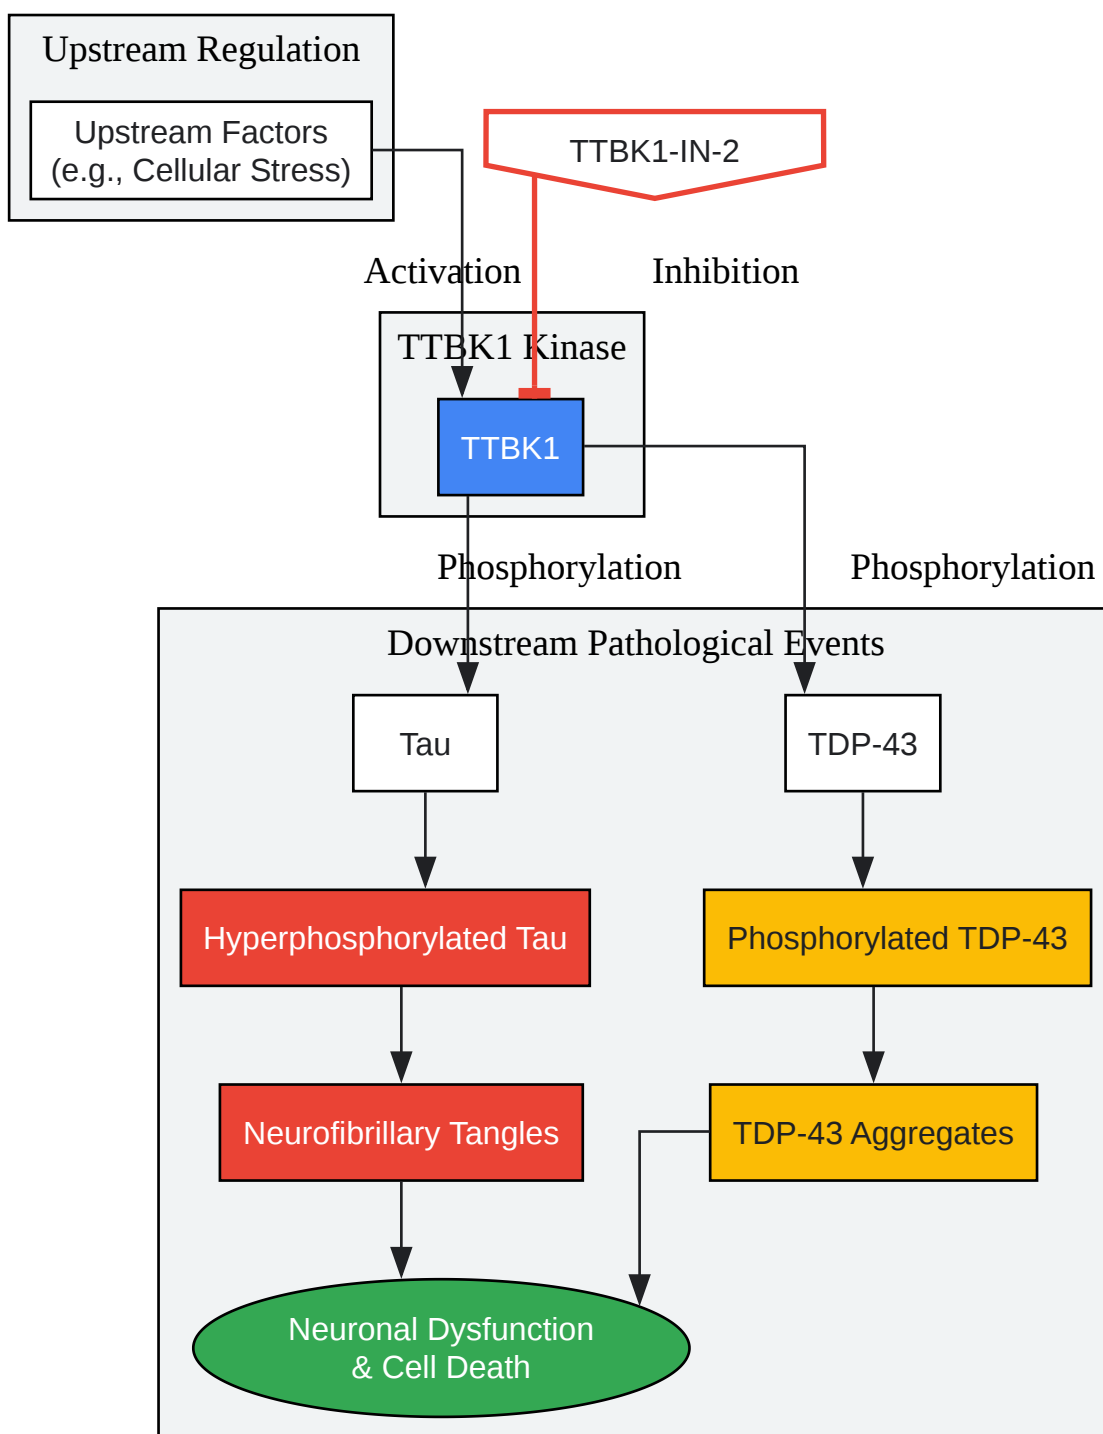 Upstream Regulation
Upstream Factors
(e.g., Cellular Stress)
TTBK1-IN-2
Activation
Inhibition
TTBK1 Kinase
TTBK1
Phosphorylation
Phosphorylation
Downstream Pathological Events
Tau
TDP-43
Hyperphosphorylated Tau
Phosphorylated TDP-43
Neurofibrillary Tangles
TDP-43 Aggregates
Neuronal Dysfunction
& Cell Death